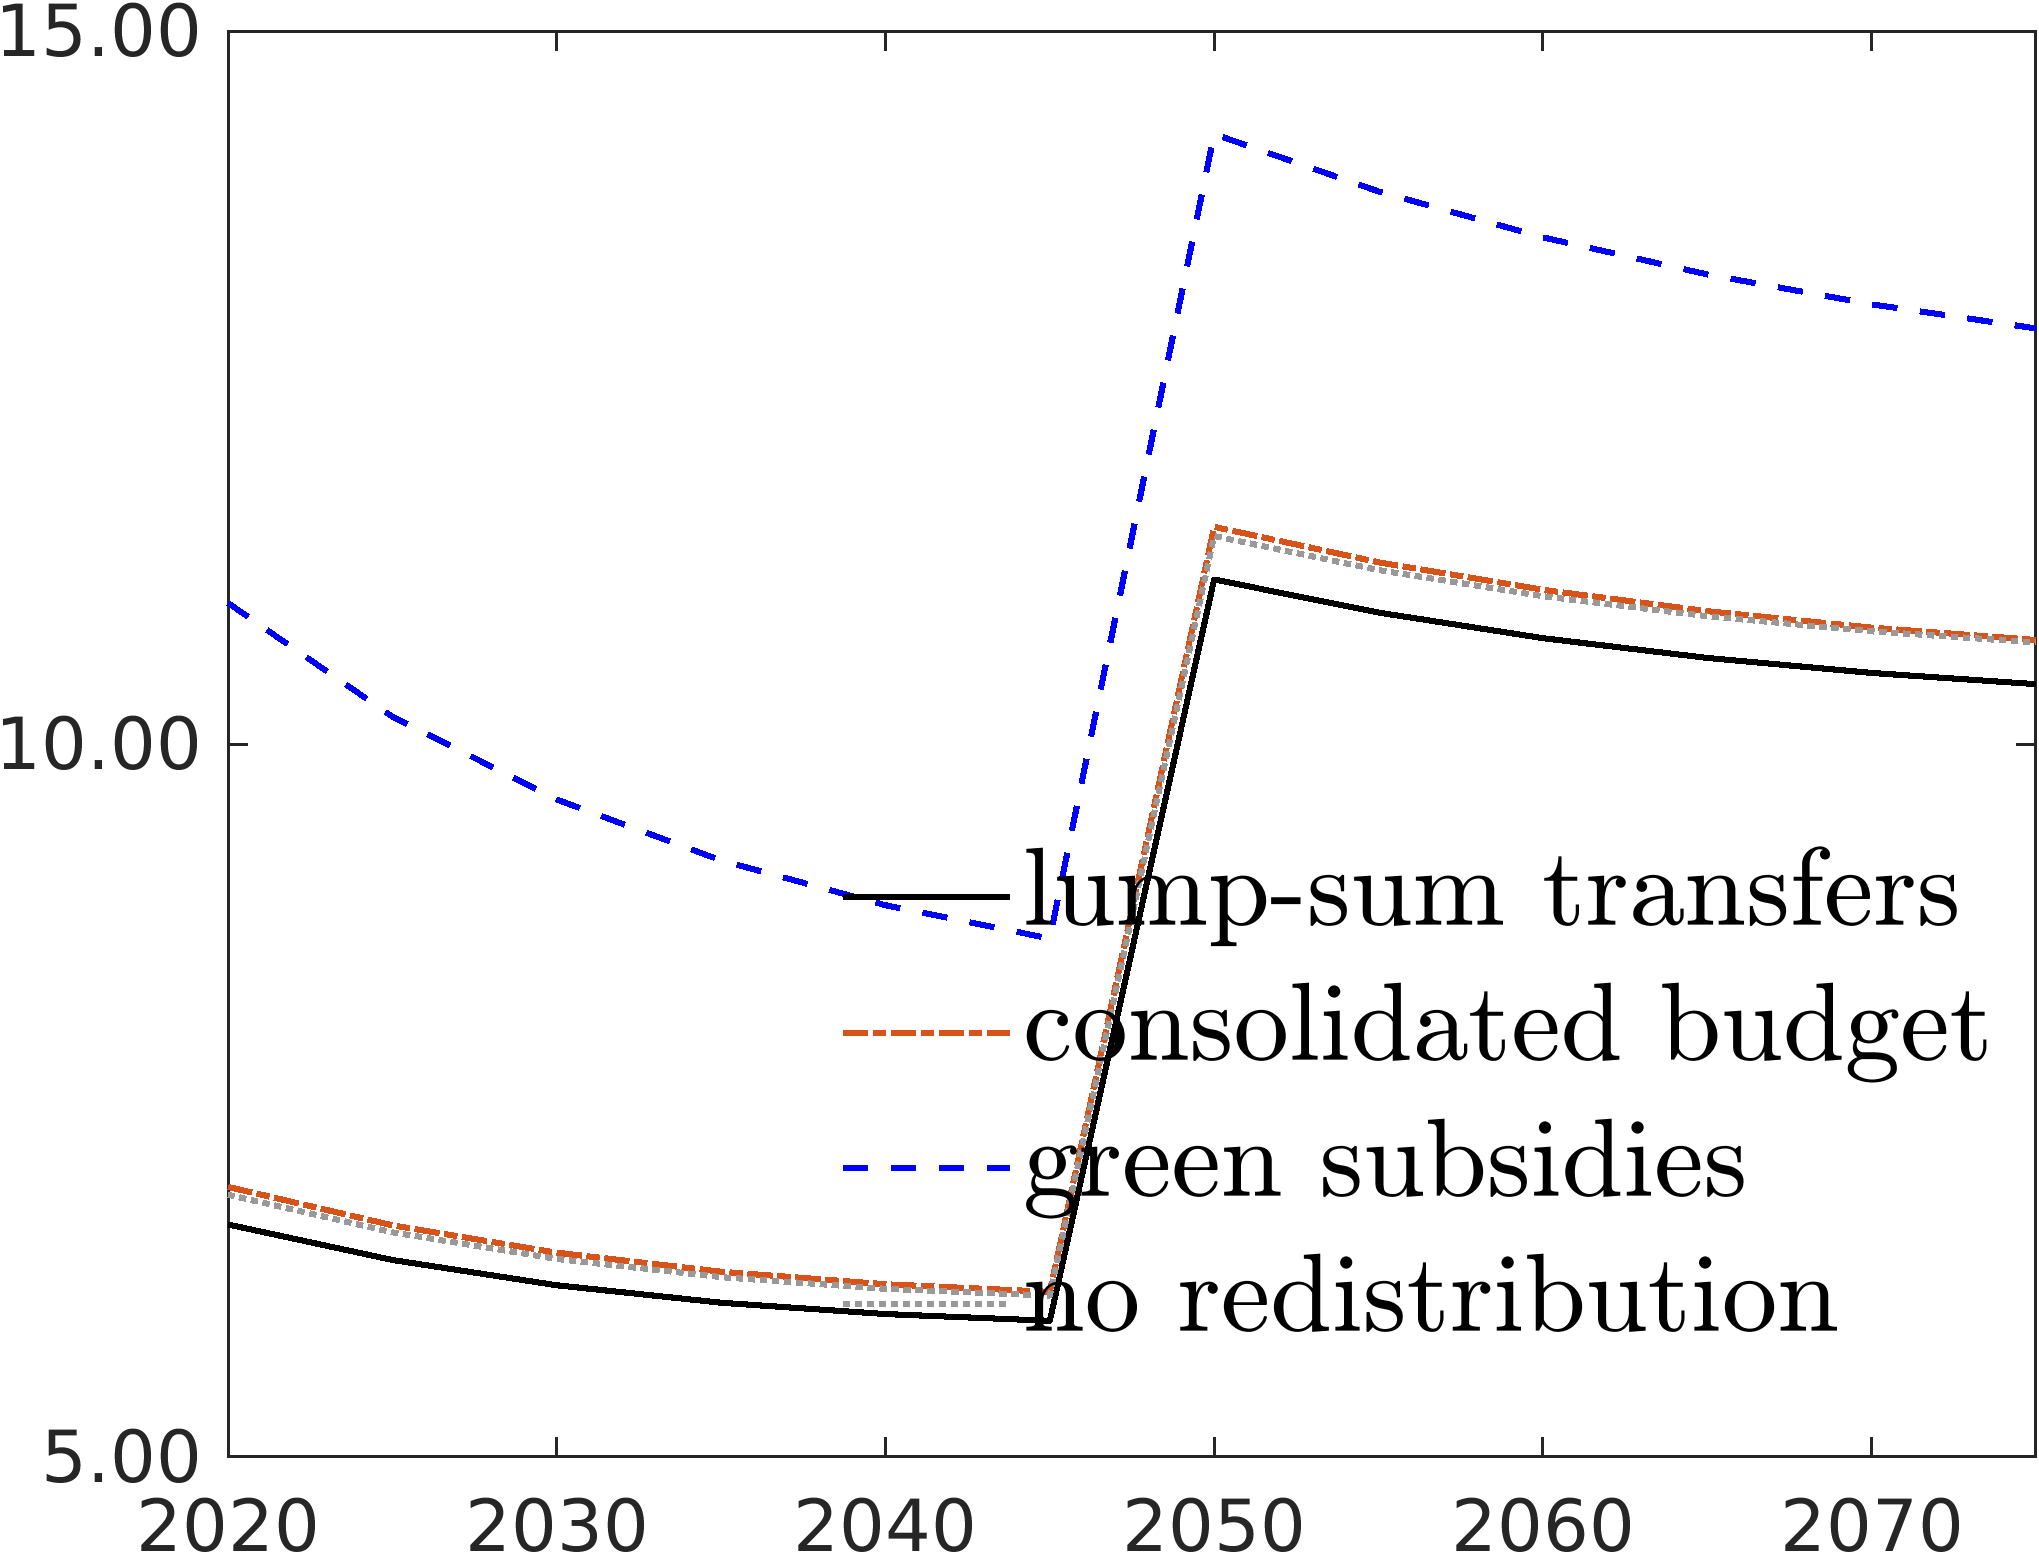 15.00
10.00
lump-sum transfers
consolidated budget
green subsidies
no redistribution
5.00
2020 2030 2040 2050 2060 2070